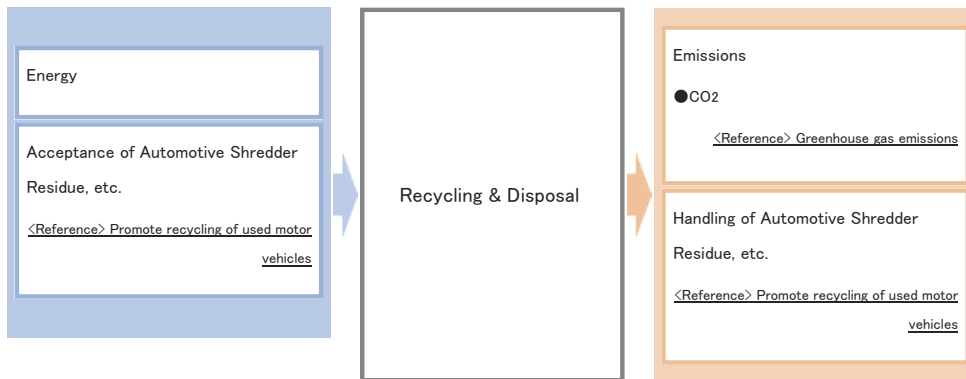 Energy
Acceptance of Automotive Shredder
Residue, etc.
<Reference> Promote recycling of used motor
vehicles
Recycling & Disposal
Emissions
●CO2
<Reference> Greenhouse gas emissions
Handling of Automotive Shredder
Residue, etc.
<Reference> Promote recycling of used motor
vehicles